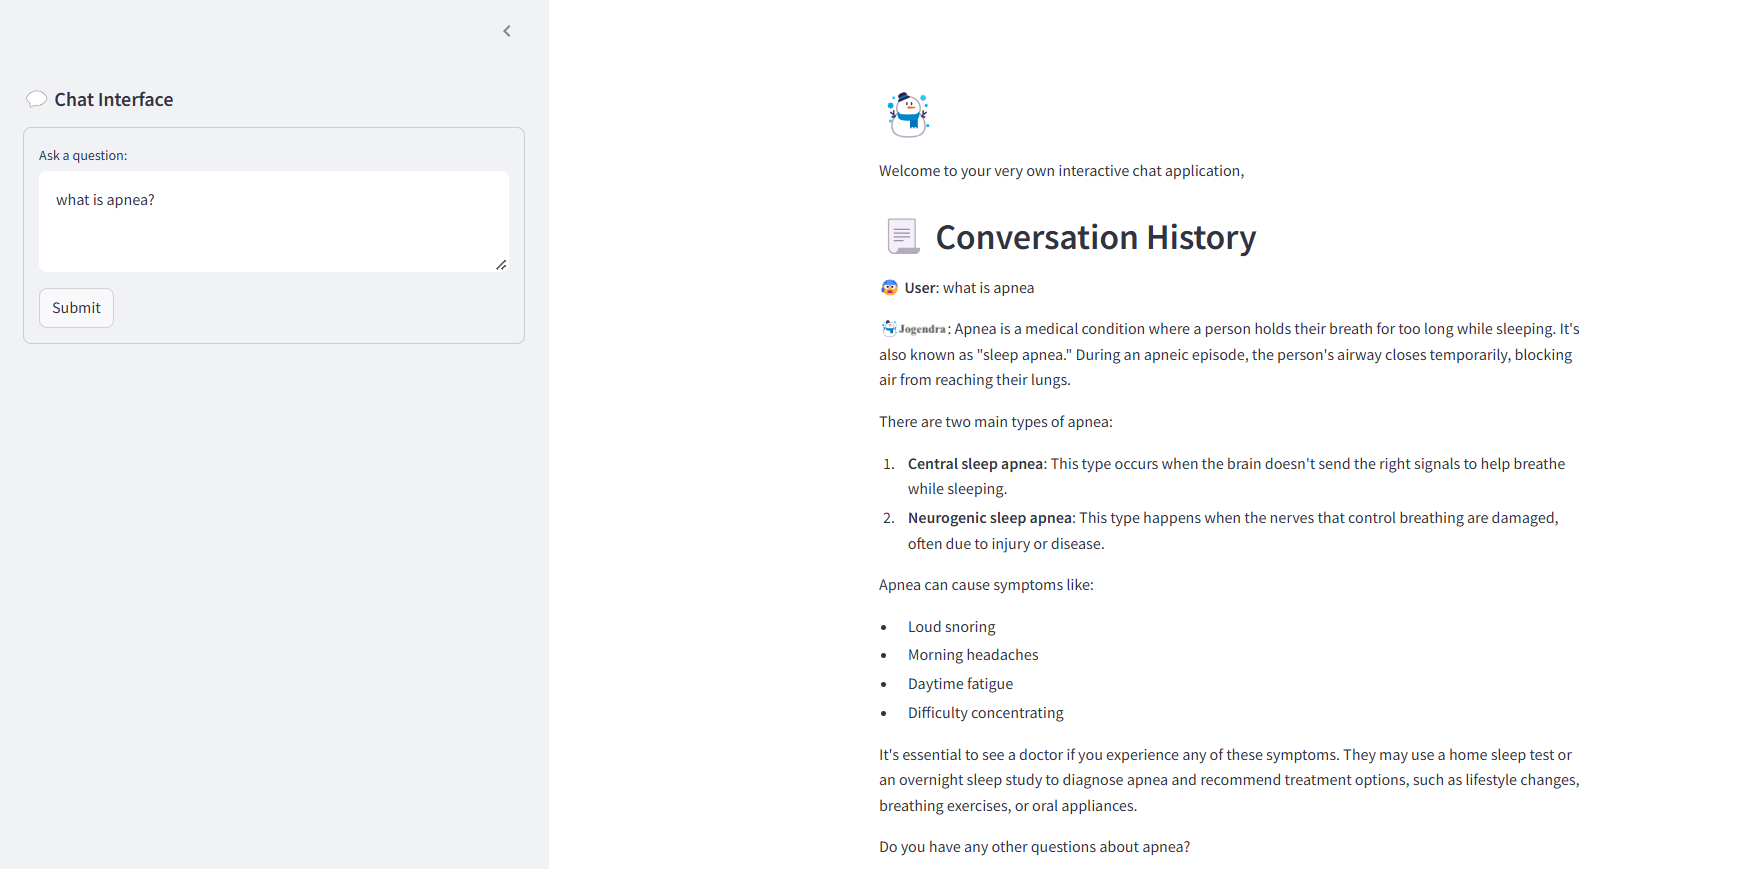 Chat Interface
Ask a question:
what is apnea?
Submit
Welcome to your very own interactive chat application,
Conversation History
User: what is apnea
Jogendra: Apnea is a medical condition where a person holds their breath for too long while sleeping. It's
also known as "sleep apnea." During an apneic episode, the person's airway closes temporarily, blocking
air from reaching their lungs.
There are two main types of apnea:
1. Central sleep apnea: This type occurs when the brain doesn't send the right signals to help breathe
while sleeping.
2. Neurogenic sleep apnea: This type happens when the nerves that control breathing are damaged,
often due to injury or disease.
Apnea can cause symptoms like:
• Loud snoring
• Morning headaches
• Daytime fatigue
• Difficulty concentrating
It's essential to see a doctor if you experience any of these symptoms. They may use a home sleep test or
an overnight sleep study to diagnose apnea and recommend treatment options, such as lifestyle changes,
breathing exercises, or oral appliances.
Do you have any other questions about apnea?